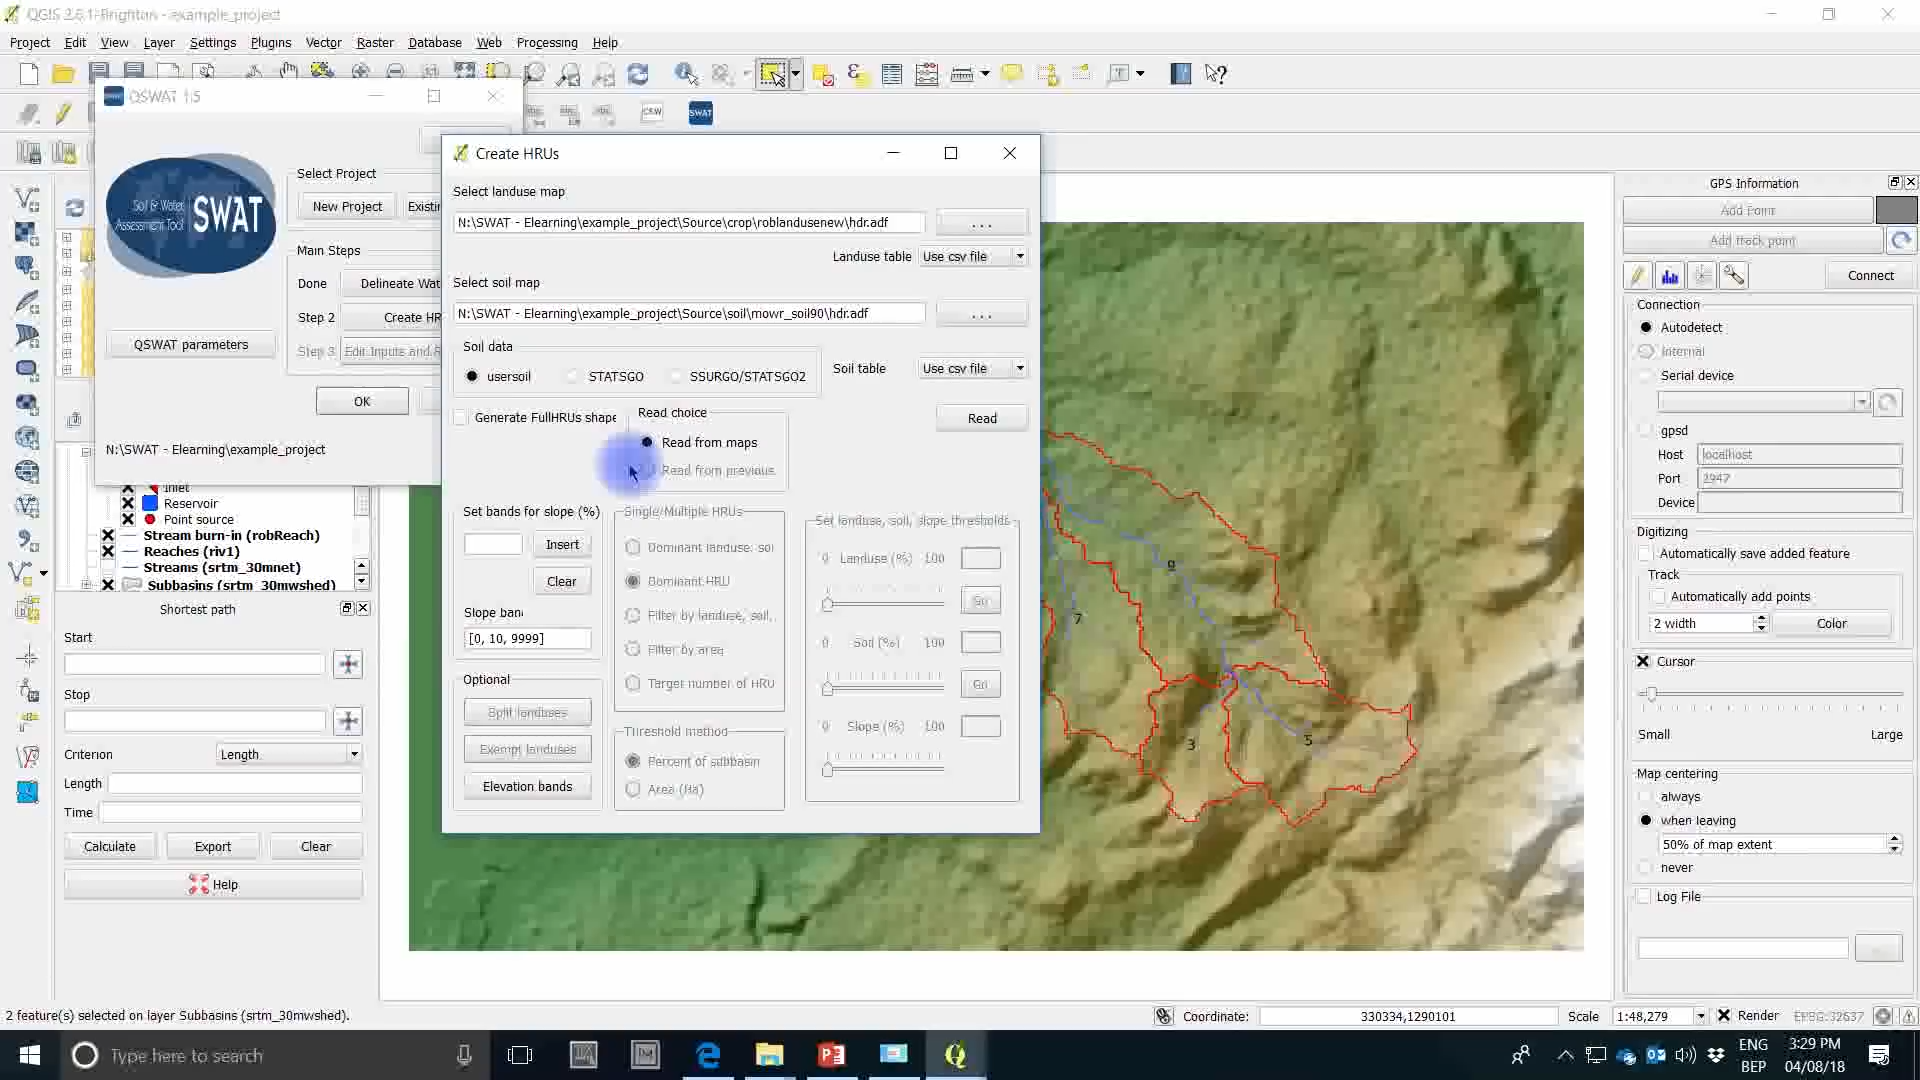 QGIS 2.6.1-Brighton - example_project
Project Edit View Layer Settings Plugins Vector Raster Database Web Processing Help
CSW SWAT
QSWAT 1.5
Create HRUs
Select landuse map
N:\SWAT - Elearning\example_project\Source\crop\roblandusenew\hdr.adf
...
Landuse table Use csv file
Select soil map
N:\SWAT - Elearning\example_project\Source\soil\mowr_soil90\hdr.adf
...
Soil data
usersoil STATSGO SSURGO/STATSGO2
Soil table Use csv file
Generate FullHRUs shape
Read choice
Read from maps
Read from previous
Read
Set bands for slope (%)
Insert
Clear
Slope band
[0, 10, 9999]
Optional
Split landuses
Exempt landuses
Elevation bands
Single/Multiple HRUs
Dominant landuse, soi
Dominant HRU
Filter by landuse, soil,
Filter by area
Target number of HRU
Threshold method
Percent of subbasin
Area (Ha)
Set landuse, soil, slope thresholds
0 Landuse (%) 100
Go
0 Soil (%) 100
Go
0 Slope (%) 100
Soil & Water
Assessment Tool
SWAT
Select Project
New Project Existin
Main Steps
Done Delineate Wat
Step 2 Create HR
Step 3 Edit Inputs and R
QSWAT parameters
OK
N:\SWAT - Elearning\example_project
Inlet
Reservoir
Point source
Stream burn-in (robReach)
Reaches (riv1)
Streams (srtm_30mnet)
Subbasins (srtm_30mwshed)
Shortest path
Start
Stop
Criterion Length
Length
Time
Calculate Export Clear
Help
9
7
3
5
GPS Information
Add Point
Add track point
Connect
Connection
Autodetect
Internal
Serial device
gpsd
Host localhost
Port 2947
Device
Digitizing
Automatically save added feature
Track
Automatically add points
2 width Color
Cursor
Small Large
Map centering
always
when leaving
50% of map extent
never
Log File
2 feature(s) selected on layer Subbasins (srtm_30mwshed).
Coordinate: 330334,1290101 Scale 1:48,279 Render EPSG:32637
Type here to search
ENG
BEP
3:29 PM
04/08/18